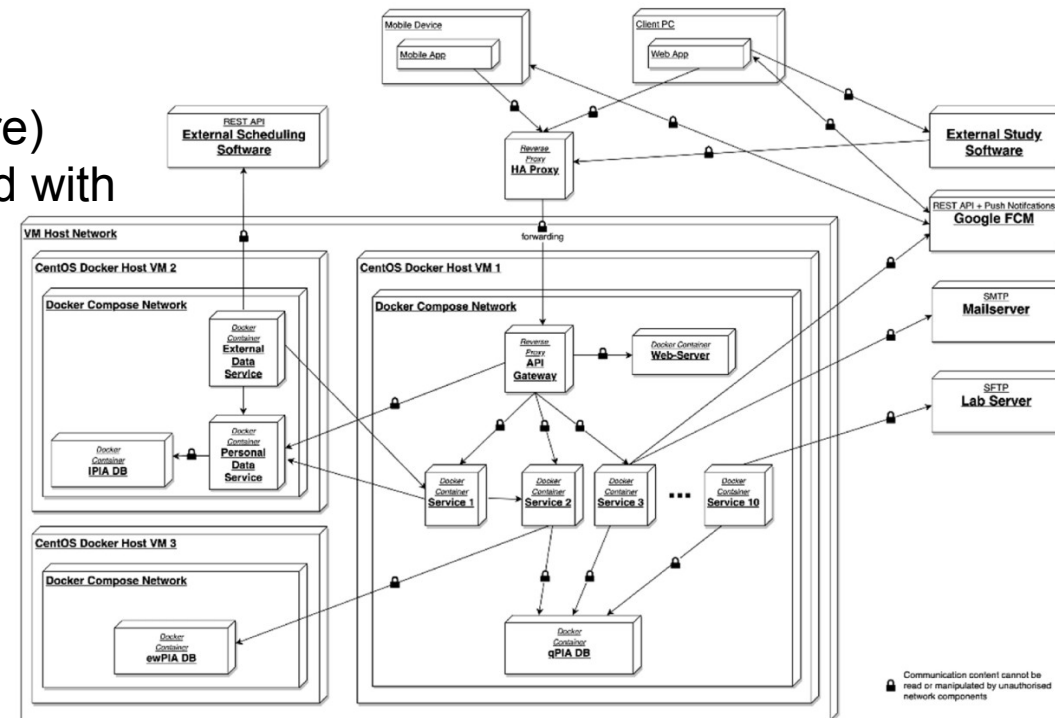 re)
d with
Mobile Device
Mobile App
Client PC
Web App
REST API
External Scheduling
Software
Reverse
Proxy
HA Proxy
External Study
Software
REST API + Push Notifcations
Google FCM
SMTP
Mailserver
SFTP
Lab Server
VM Host Network
forwarding
CentOS Docker Host VM 2
Docker Compose Network
Docker
Container
External
Data
Service
Docker
Container
Personal
Data
Service
Docker
Container
IPIA DB
CentOS Docker Host VM 1
Docker Compose Network
Reverse
Proxy
API
Gateway
Docker Container
Web-Server
Docker
Container
Service 1
Docker
Container
Service 2
Docker
Container
Service 3
...
Docker
Container
Service 10
Docker
Container
qPIA DB
CentOS Docker Host VM 3
Docker Compose Network
Docker
Container
ewPIA DB
Communication content cannot be
read or manipulated by unauthorised
network components